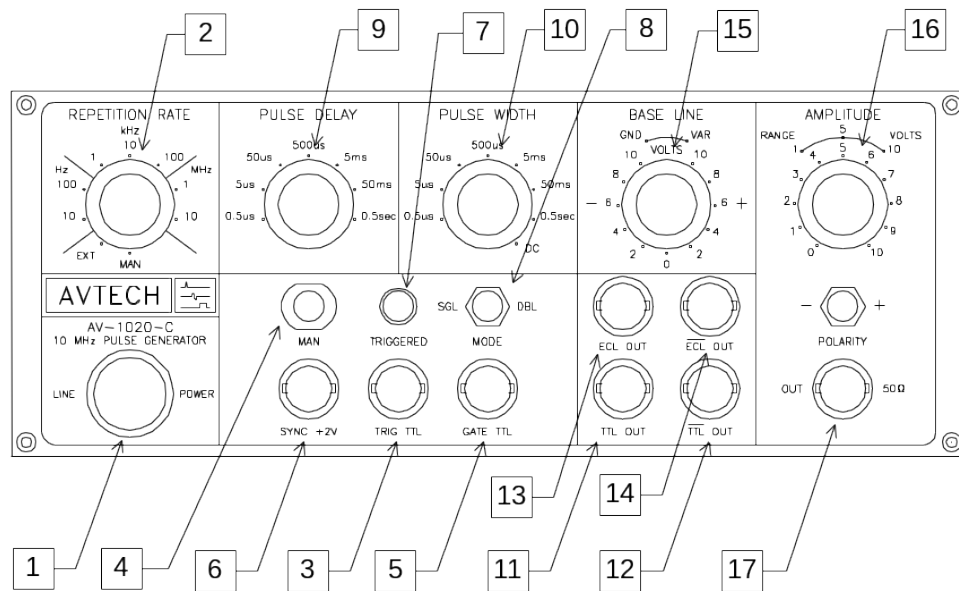 2
9
7
10
8
15
16
REPETITION RATE
kHz
10
1
100
Hz
MHz
100
1
10
10
EXT
MAN
PULSE DELAY
500us
50us
5ms
5us
50ms
0.5us
0.5sec
PULSE WIDTH
500us
50us
5ms
5us
50ms
0.5us
0.5sec
DC
BASE LINE
GND
VAR
VOLTS
10
10
8
8
- 6
6 +
4
4
2
2
0
AMPLITUDE
RANGE
5
VOLTS
1
10
5
4
6
3
7
2
8
1
9
0
10
AVTECH
AV-1020-C
10 MHz PULSE GENERATOR
LINE
POWER
MAN
TRIGGERED
SGL
DBL
MODE
SYNC +2V
TRIG TTL
GATE TTL
ECL OUT
E̅C̅L̅ OUT
TTL OUT
T̅T̅L̅ OUT
- +
POLARITY
OUT
50Ω
13
14
1
4
6
3
5
11
12
17